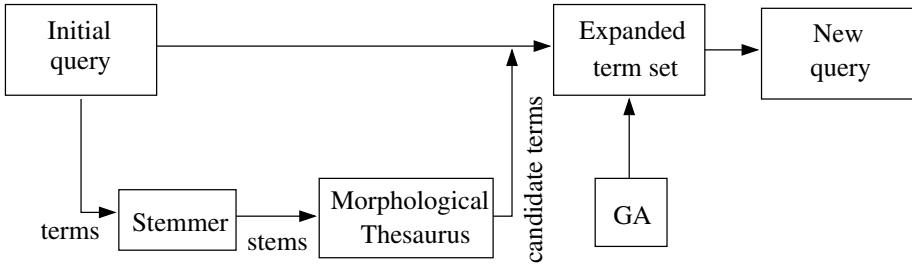 Initial
query
Expanded
term set
New
query
candidate terms
Morphological
Thesaurus
Stemmer
GA
terms
stems